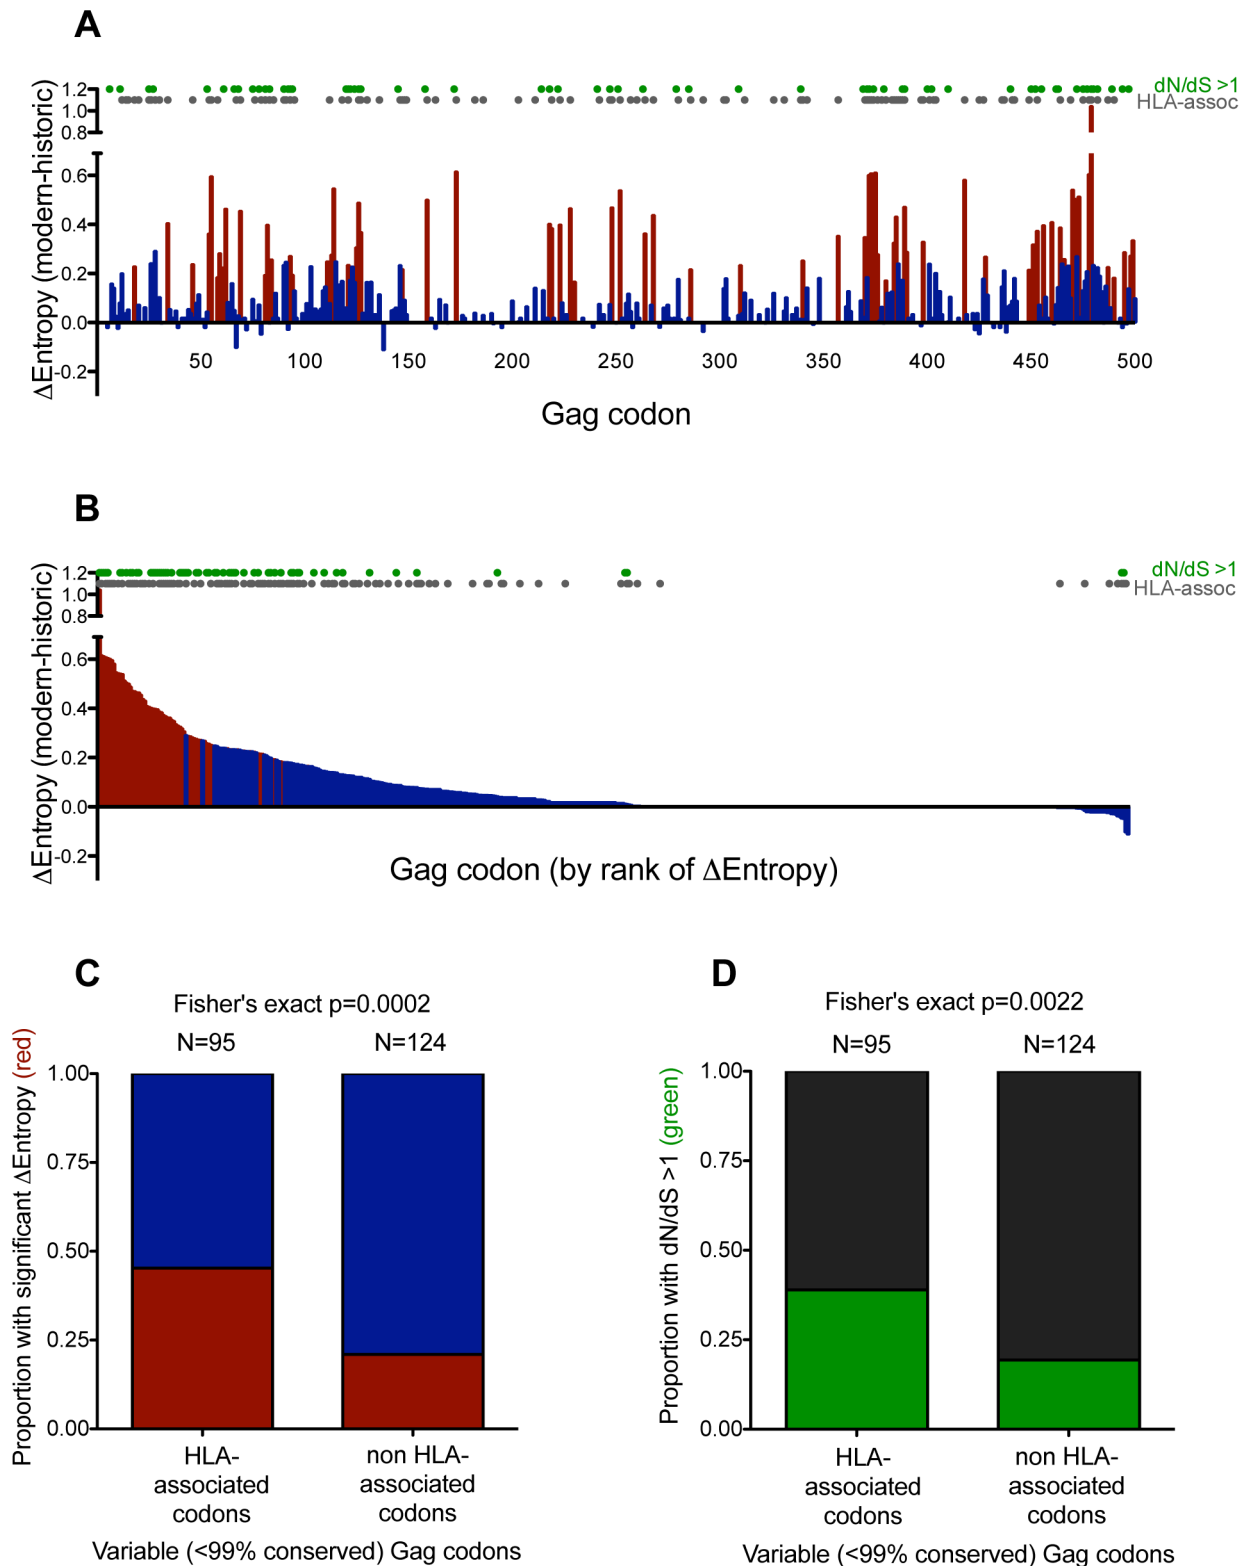 A
1.2
1.0
0.8
0.6
0.4
0.2
0.0
-0.2
ΔEntropy (modern-historic)
dN/dS >1
HLA-assoc
50 100 150 200 250 300 350 400 450 500
Gag codon
B
1.2
1.0
0.8
0.6
0.4
0.2
0.0
-0.2
ΔEntropy (modern-historic)
dN/dS >1
HLA-assoc
Gag codon (by rank of ΔEntropy)
C
Fisher's exact p=0.0002
N=95 N=124
1.00
0.75
0.50
0.25
0.00
Proportion with significant ΔEntropy (red)
HLA-
associated
codons
non HLA-
associated
codons
Variable (<99% conserved) Gag codons
D
Fisher's exact p=0.0022
N=95 N=124
1.00
0.75
0.50
0.25
0.00
Proportion with dN/dS >1 (green)
HLA-
associated
codons
non HLA-
associated
codons
Variable (<99% conserved) Gag codons